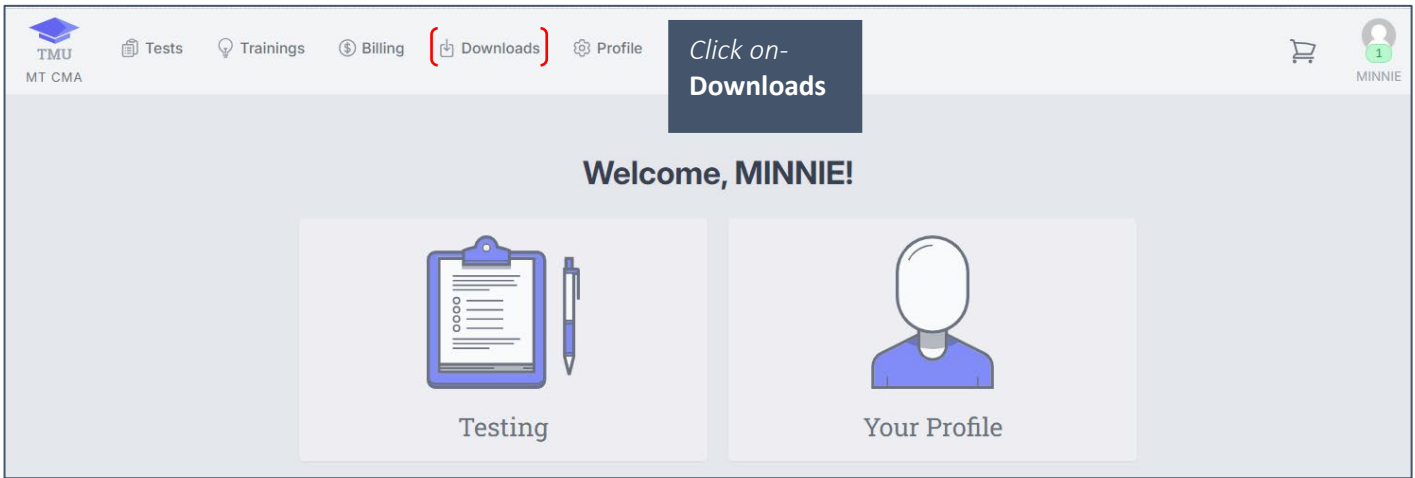 TMU
MT CMA
Tests
Trainings
Billing
Downloads
Profile
Click on-
Downloads
1
MINNIE
Welcome, MINNIE!
Testing
Your Profile